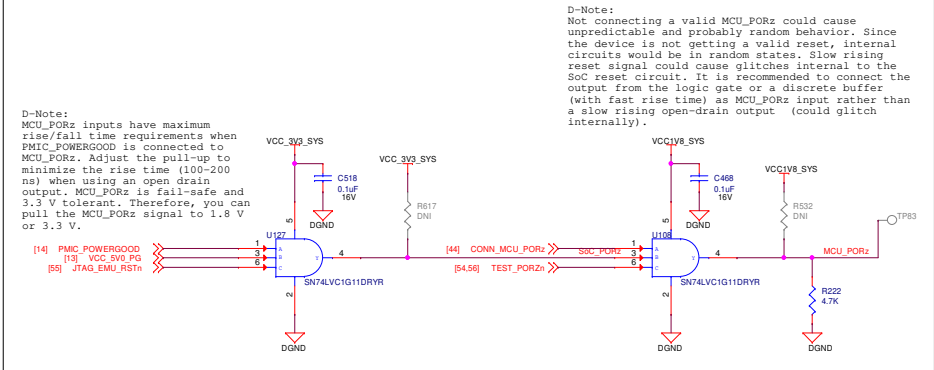 D-Note:
Not connecting a valid MCU_PORz could cause
unpredictable and probably random behavior. Since
the device is not getting a valid reset, internal
circuits would be in random states. Slow rising
reset signal could cause glitches internal to the
SoC reset circuit. It is recommended to connect the
output from the logic gate or a discrete buffer
(with fast rise time) as MCU_PORz input rather than
a slow rising open-drain output  (could glitch
internally).
D-Note:
MCU_PORz inputs have maximum
rise/fall time requirements when
PMIC_POWERGOOD is connected to
MCU_PORz. Adjust the pull-up to
minimize the rise time (100-200
ns) when using an open drain
output. MCU_PORz is fail-safe and
3.3 V tolerant. Therefore, you can
pull the MCU_PORz signal to 1.8 V
or 3.3 V.
VCC_3V3_SYS
C518
0.1uF
16V
DGND
VCC_3V3_SYS
R617
DNI
U127
5
[14] PMIC_POWERGOOD 1 A
[13] VCC_5V0_PG 3 B
[55] JTAG_EMU_RSTn 6 C
Y 4
SN74LVC1G11DRYR
2
DGND
VCC1V8_SYS
C468
0.1uF
16V
DGND
VCC1V8_SYS
R532
DNI
TP83
U108
5
[44] CONN_MCU_PORz 1 A
SoC_PORz 3 B
[54,56] TEST_PORZn 6 C
Y 4
MCU_PORz
SN74LVC1G11DRYR
2
R222
4.7K
DGND
DGND